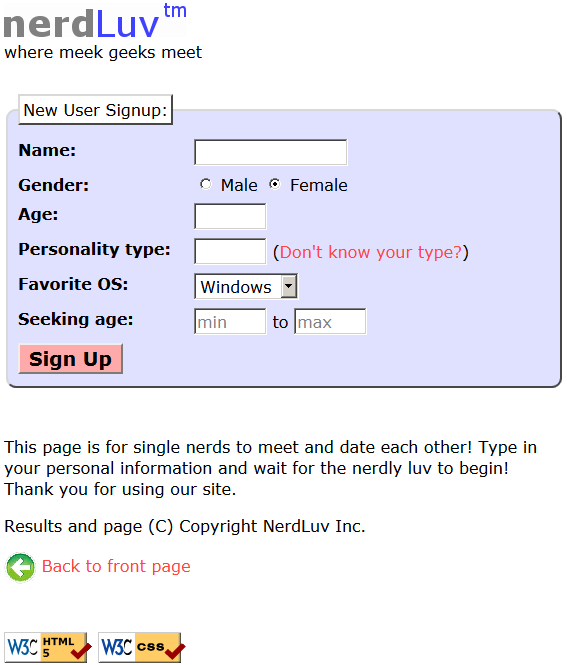 nerdLuv™
where meek geeks meet
New User Signup:
Name:
Gender: Male Female
Age:
Personality type: (Don't know your type?)
Favorite OS: Windows
Seeking age: min to max
Sign Up
This page is for single nerds to meet and date each other! Type in
your personal information and wait for the nerdly luv to begin!
Thank you for using our site.
Results and page (C) Copyright NerdLuv Inc.
Back to front page
W3C HTML 5 W3C CSS